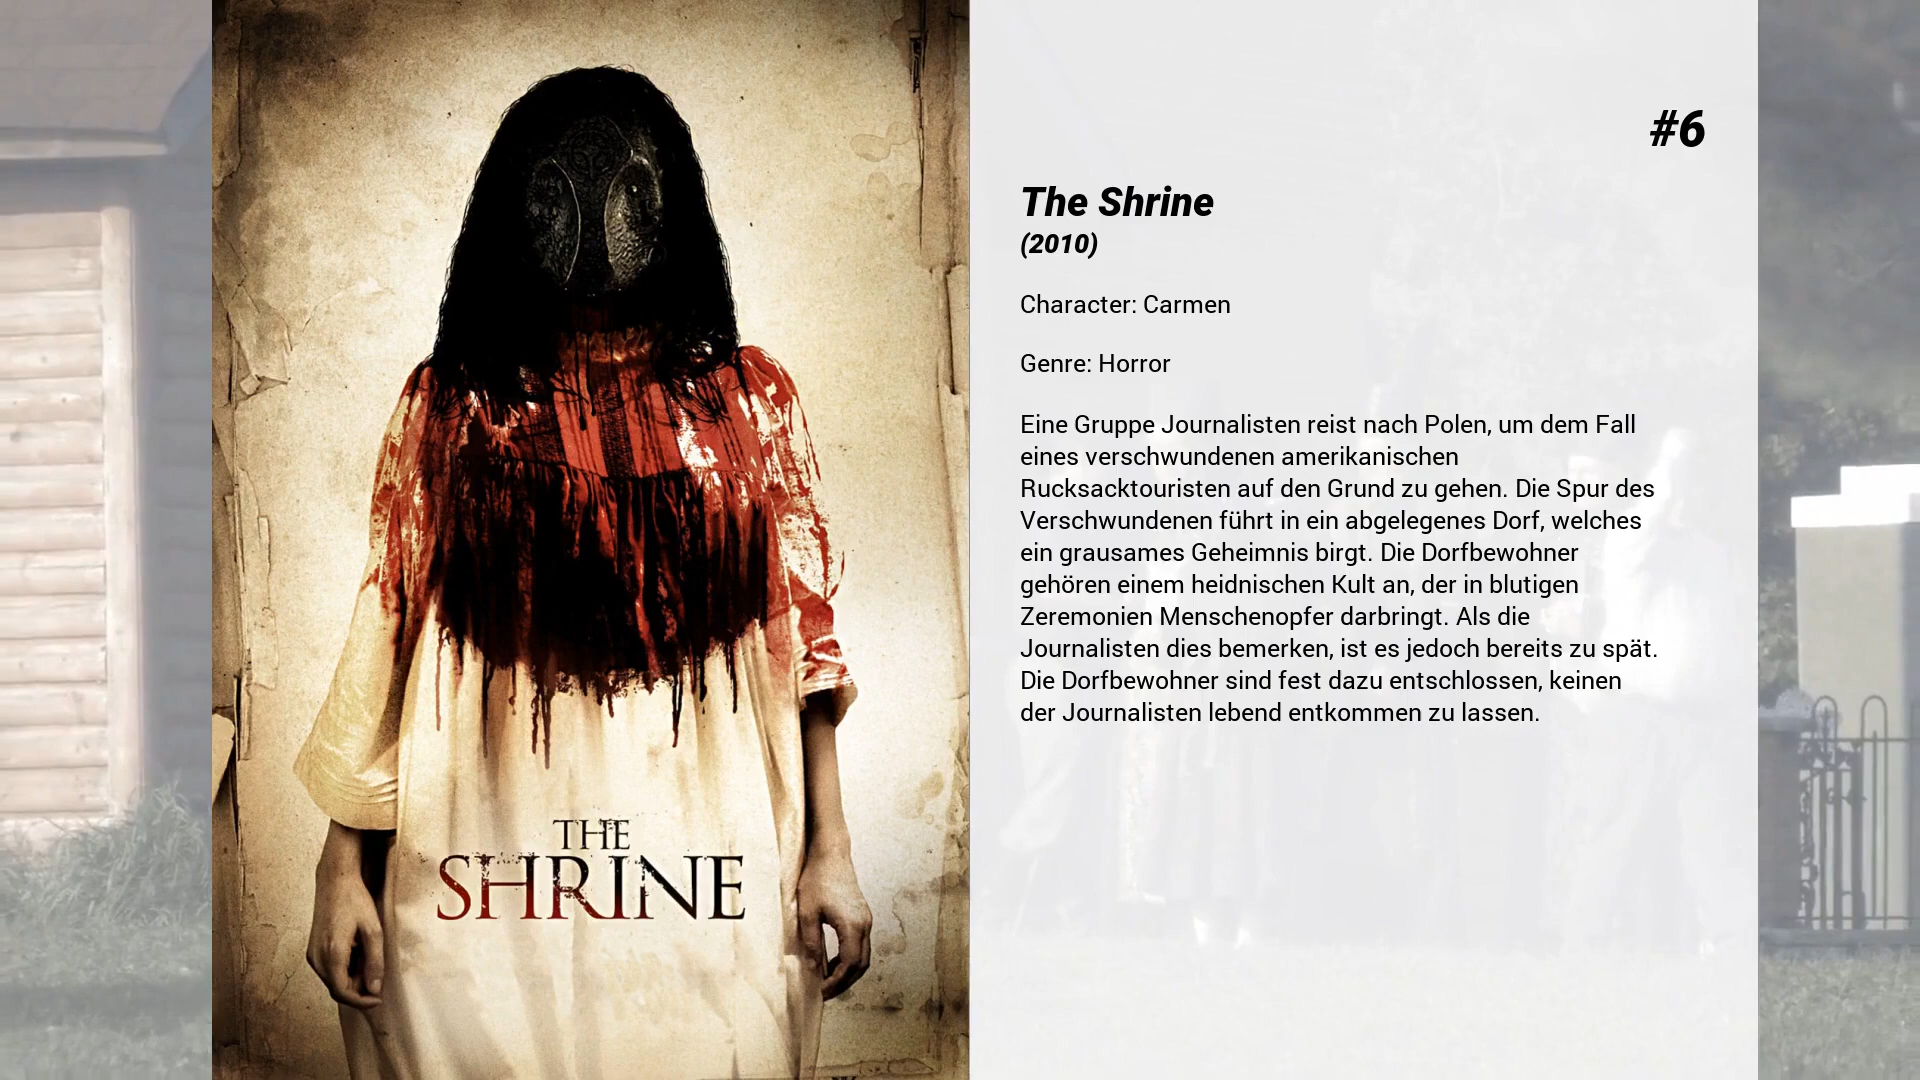 THE
SHRINE
#6
The Shrine
(2010)
Character: Carmen
Genre: Horror
Eine Gruppe Journalisten reist nach Polen, um dem Fall
eines verschwundenen amerikanischen
Rucksacktouristen auf den Grund zu gehen. Die Spur des
Verschwundenen führt in ein abgelegenes Dorf, welches
ein grausames Geheimnis birgt. Die Dorfbewohner
gehören einem heidnischen Kult an, der in blutigen
Zeremonien Menschenopfer darbringt. Als die
Journalisten dies bemerken, ist es jedoch bereits zu spät.
Die Dorfbewohner sind fest dazu entschlossen, keinen
der Journalisten lebend entkommen zu lassen.